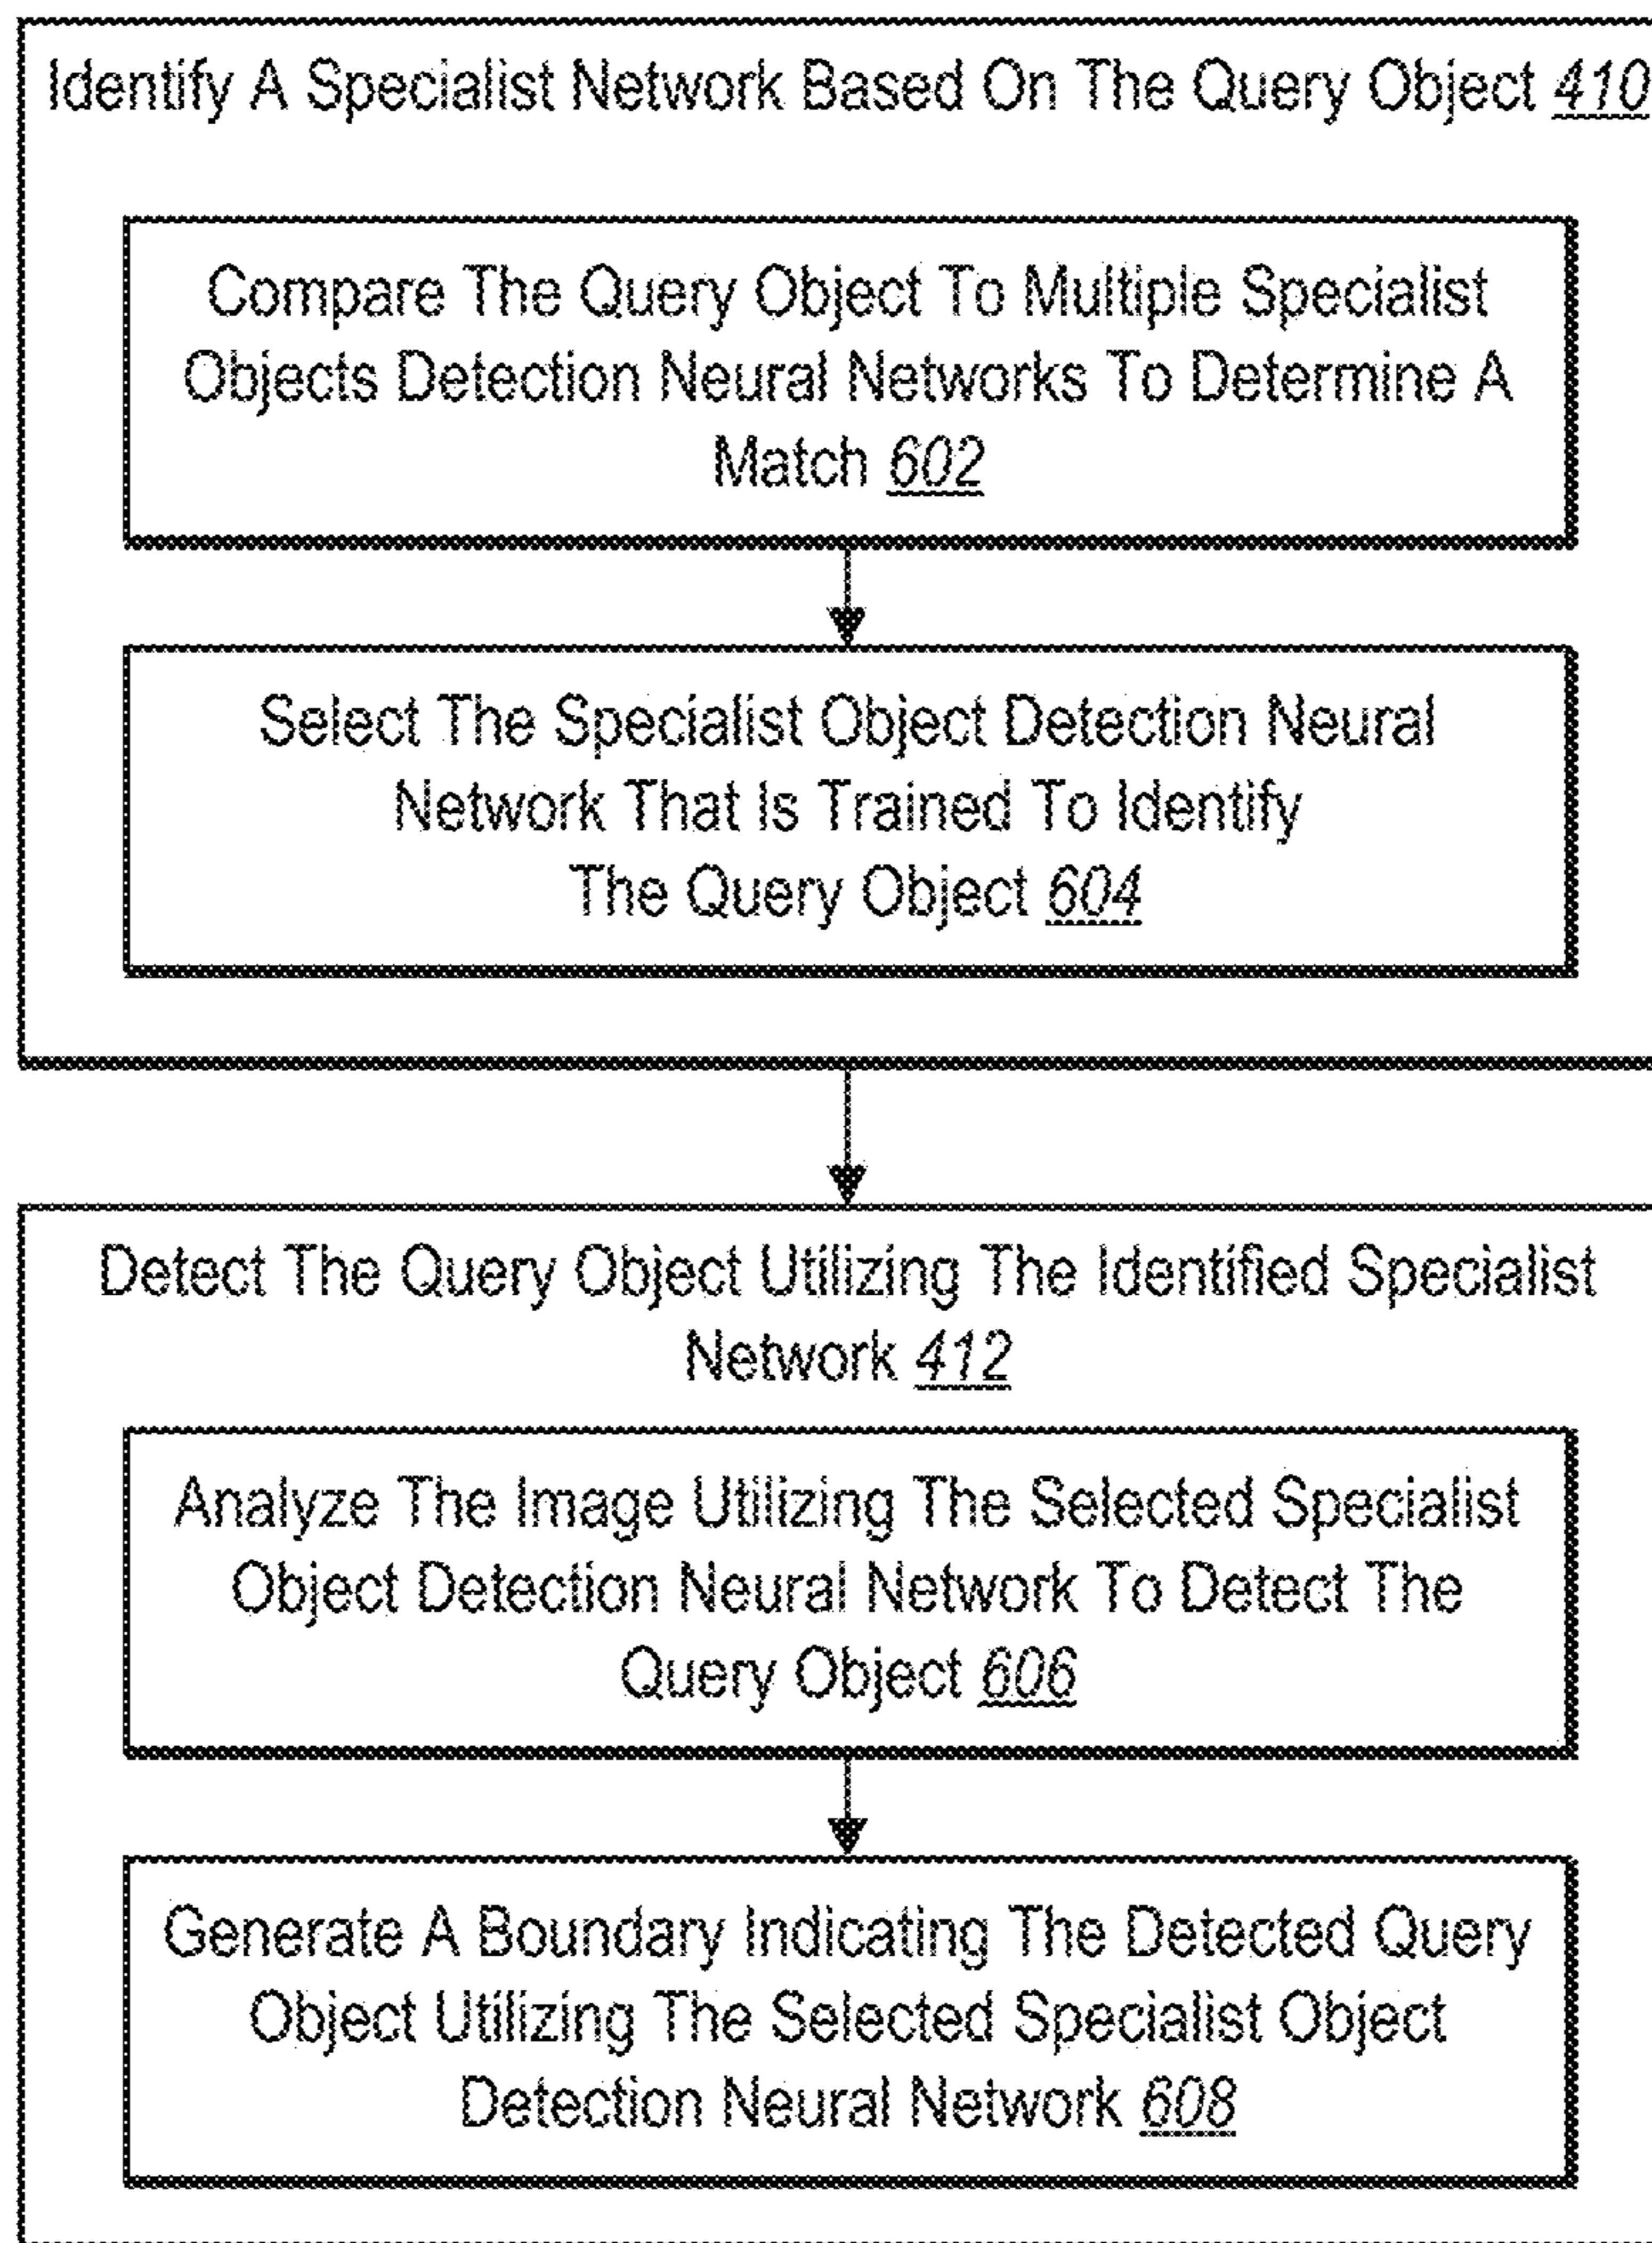 Identify A Specialist Network Based On The Query Object 410
Compare The Query Object To Multiple Specialist
Objects Detection Neural Networks To Determine A
Match 602
Select The Specialist Object Detection Neural
Network That Is Trained To Identify
The Query Object 604
Detect The Query Object Utilizing The Identified Specialist
Network 412
Analyze The Image Utilizing The Selected Specialist
Object Detection Neural Network To Detect The
Query Object 606
Generate A Boundary Indicating The Detected Query
Object Utilizing The Selected Specialist Object
Detection Neural Network 608